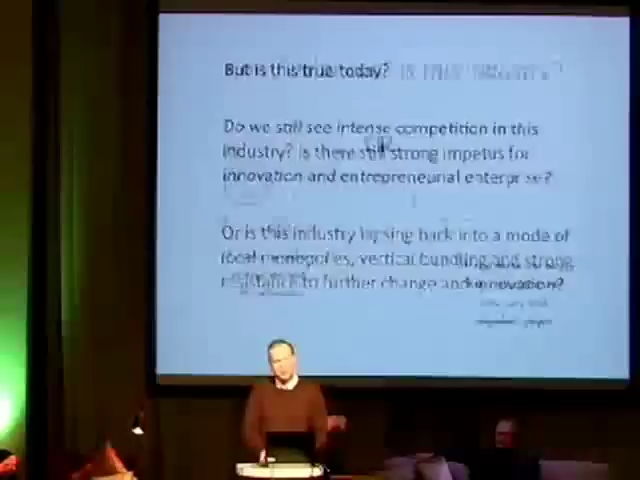 But is this true today?
Do we still see intense competition in this
industry? Is there still strong impetus for
innovation and entrepreneurial enterprise?
Or is this industry lapsing back into a mode of
local monopolies, vertical bundling and strong
resistance to further change and innovation?